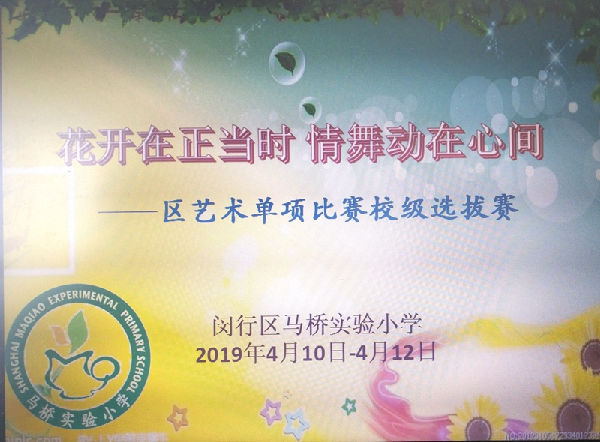 花开在正当时 情舞动在心间
——区艺术单项比赛校级选拔赛
闵行区马桥实验小学
2019年4月10日-4月12日
SHANGHAI MAQIAO EXPERIMENTAL PRIMARY SCHOOL
马桥实验小学